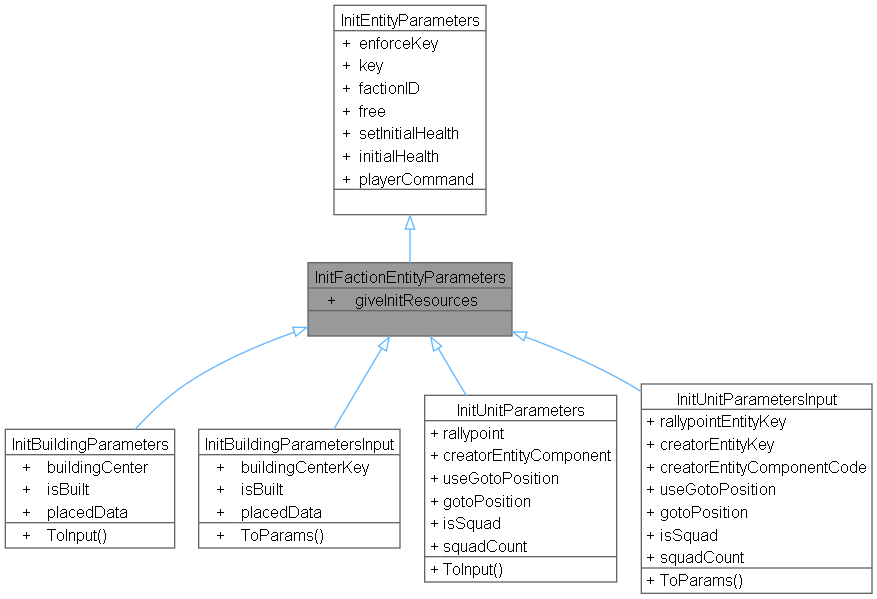 InitEntityParameters
+ enforceKey
+ key
+ factionID
+ free
+ setInitialHealth
+ initialHealth
+ playerCommand
InitFactionEntityParameters
+ giveInitResources
InitBuildingParameters
+ buildingCenter
+ isBuilt
+ placedData
+ ToInput()
InitBuildingParametersInput
+ buildingCenterKey
+ isBuilt
+ placedData
+ ToParams()
InitUnitParameters
+ rallypoint
+ creatorEntityComponent
+ useGotoPosition
+ gotoPosition
+ isSquad
+ squadCount
+ ToInput()
InitUnitParametersInput
+ rallypointEntityKey
+ creatorEntityKey
+ creatorEntityComponentCode
+ useGotoPosition
+ gotoPosition
+ isSquad
+ squadCount
+ ToParams()